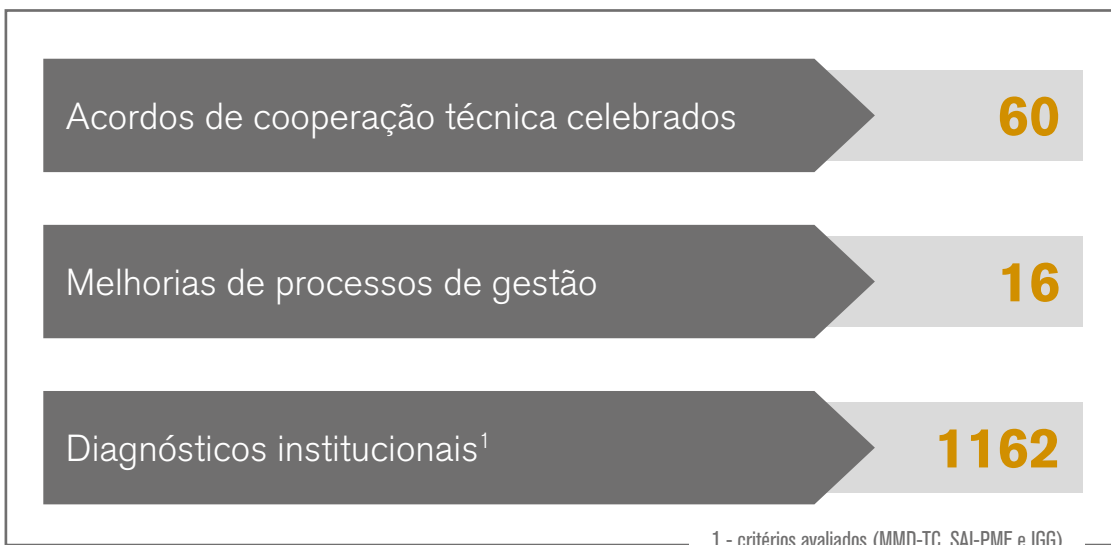 Acordos de cooperação técnica celebrados 60
Melhorias de processos de gestão 16
Diagnósticos institucionais¹ 1162
1 - critérios avaliados (MMD-TC, SAI-PMF e IGG)